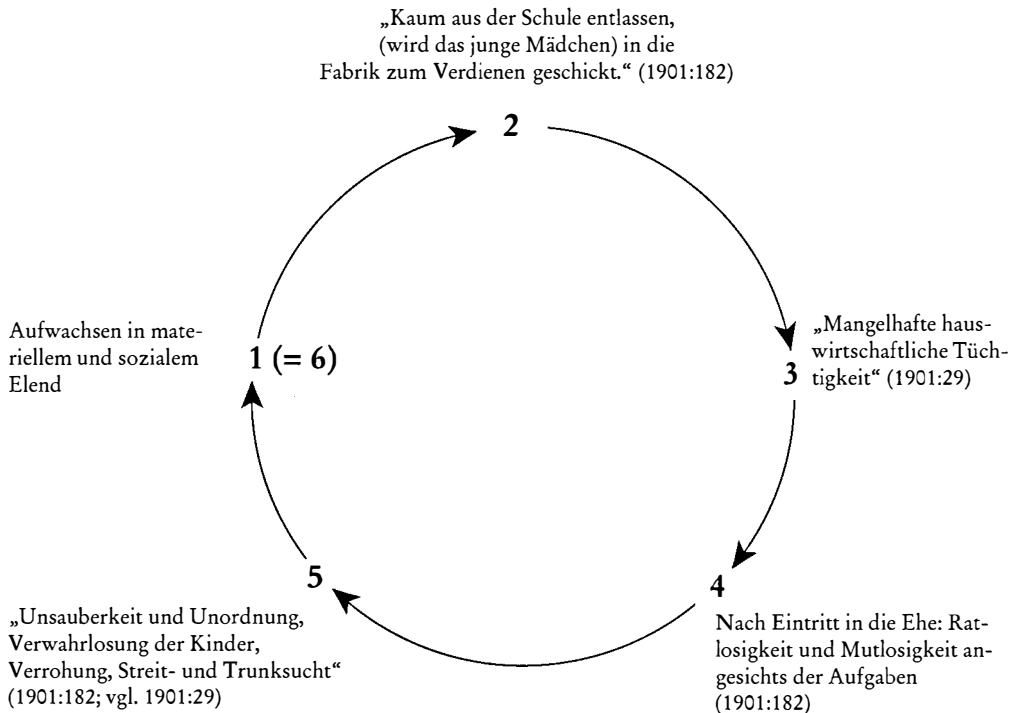 „Kaum aus der Schule entlassen,
(wird das junge Mädchen) in die
Fabrik zum Verdienen geschickt.“ (1901:182)
2
Aufwachsen in mate-
riellem und sozialem
Elend
1 (= 6)
„Mangelhafte haus-
wirtschaftliche Tüch-
tigkeit“ (1901:29)
3
4
Nach Eintritt in die Ehe: Rat-
losigkeit und Mutlosigkeit an-
gesichts der Aufgaben
(1901:182)
5
„Unsauberkeit und Unordnung,
Verwahrlosung der Kinder,
Verrohung, Streit- und Trunksucht“
(1901:182; vgl. 1901:29)